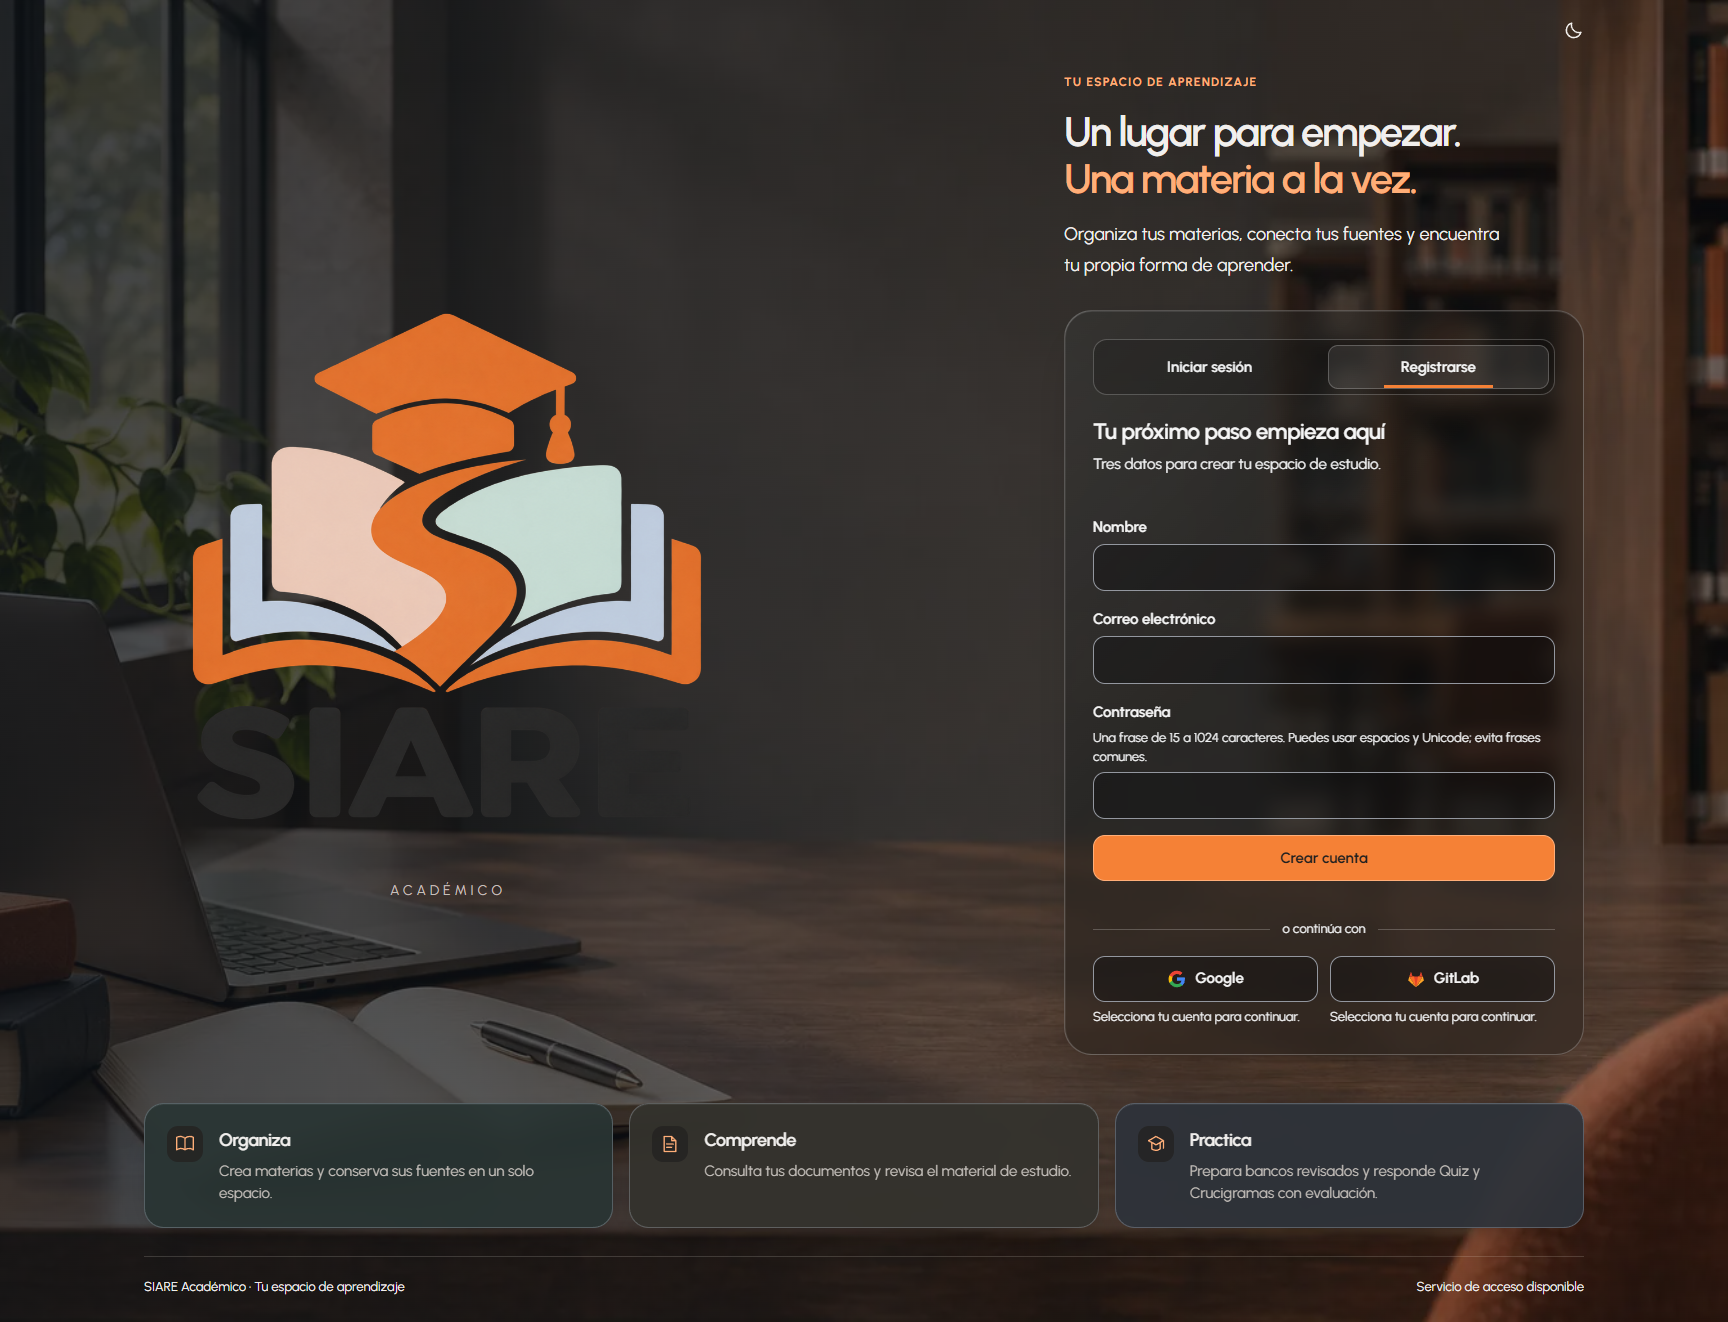 TU ESPACIO DE APRENDIZAJE
Un lugar para empezar.
Una materia a la vez.
Organiza tus materias, conecta tus fuentes y encuentra
tu propia forma de aprender.
Iniciar sesión
Registrarse
Tu próximo paso empieza aquí
Tres datos para crear tu espacio de estudio.
Nombre
Correo electrónico
Contraseña
Una frase de 15 a 1024 caracteres. Puedes usar espacios y Unicode; evita frases
comunes.
Crear cuenta
o continúa con
Google
GitLab
Selecciona tu cuenta para continuar.
Selecciona tu cuenta para continuar.
SIARE
ACADÉMICO
Organiza
Crea materias y conserva sus fuentes en un solo
espacio.
Comprende
Consulta tus documentos y revisa el material de estudio.
Practica
Prepara bancos revisados y responde Quiz y
Crucigramas con evaluación.
SIARE Académico · Tu espacio de aprendizaje
Servicio de acceso disponible